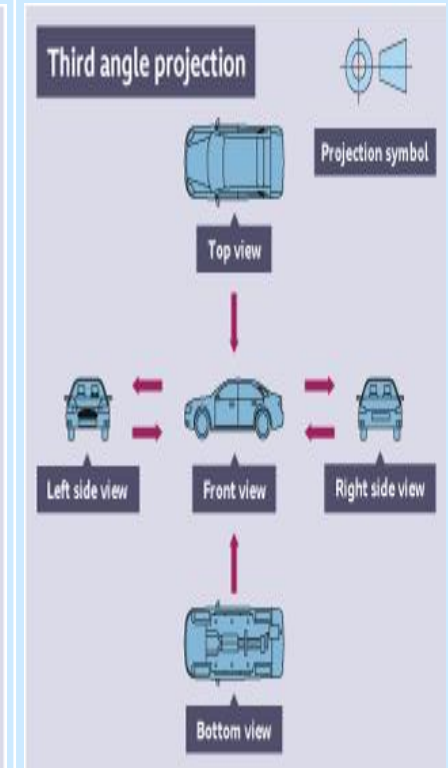 Third angle projection
Projection symbol
Top view
Left side view
Front view
Right side view
Bottom view